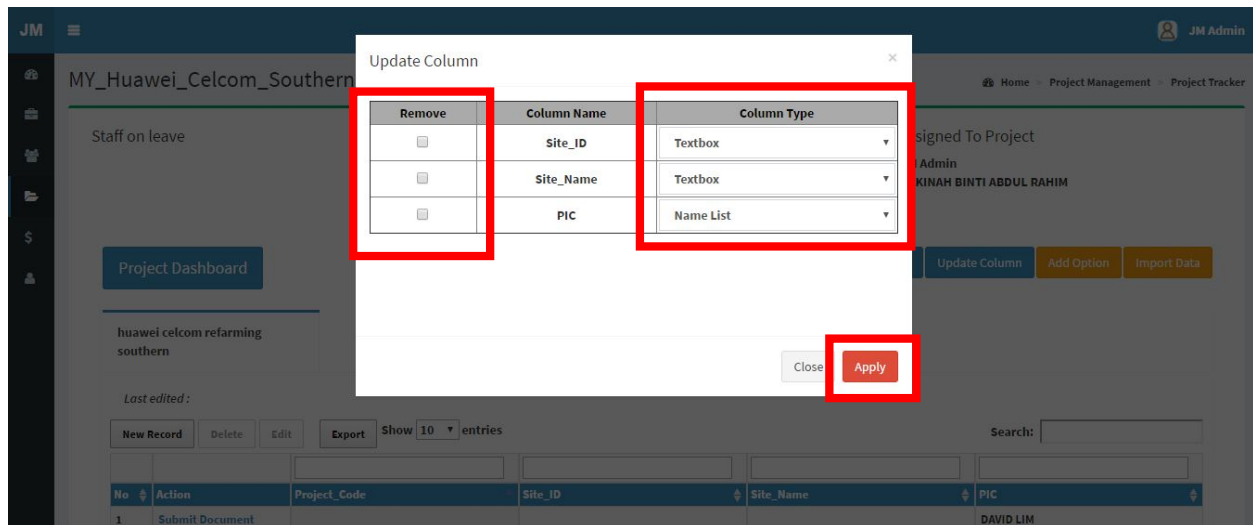 JM
JM Admin
MY_Huawei_Celcom_Southern
Home > Project Management > Project Tracker
Update Column
×
Remove Column Name Column Type
Site_ID Textbox
Site_Name Textbox
PIC Name List
Close Apply
Staff on leave
signed To Project
Admin
KINAH BINTI ABDUL RAHIM
Project Dashboard
Update Column Add Option Import Data
huawei celcom refarming
southern
Last edited :
New Record Delete Edit Export Show 10 entries Search:
No Action Project_Code Site_ID Site_Name PIC
1 Submit Document DAVID LIM